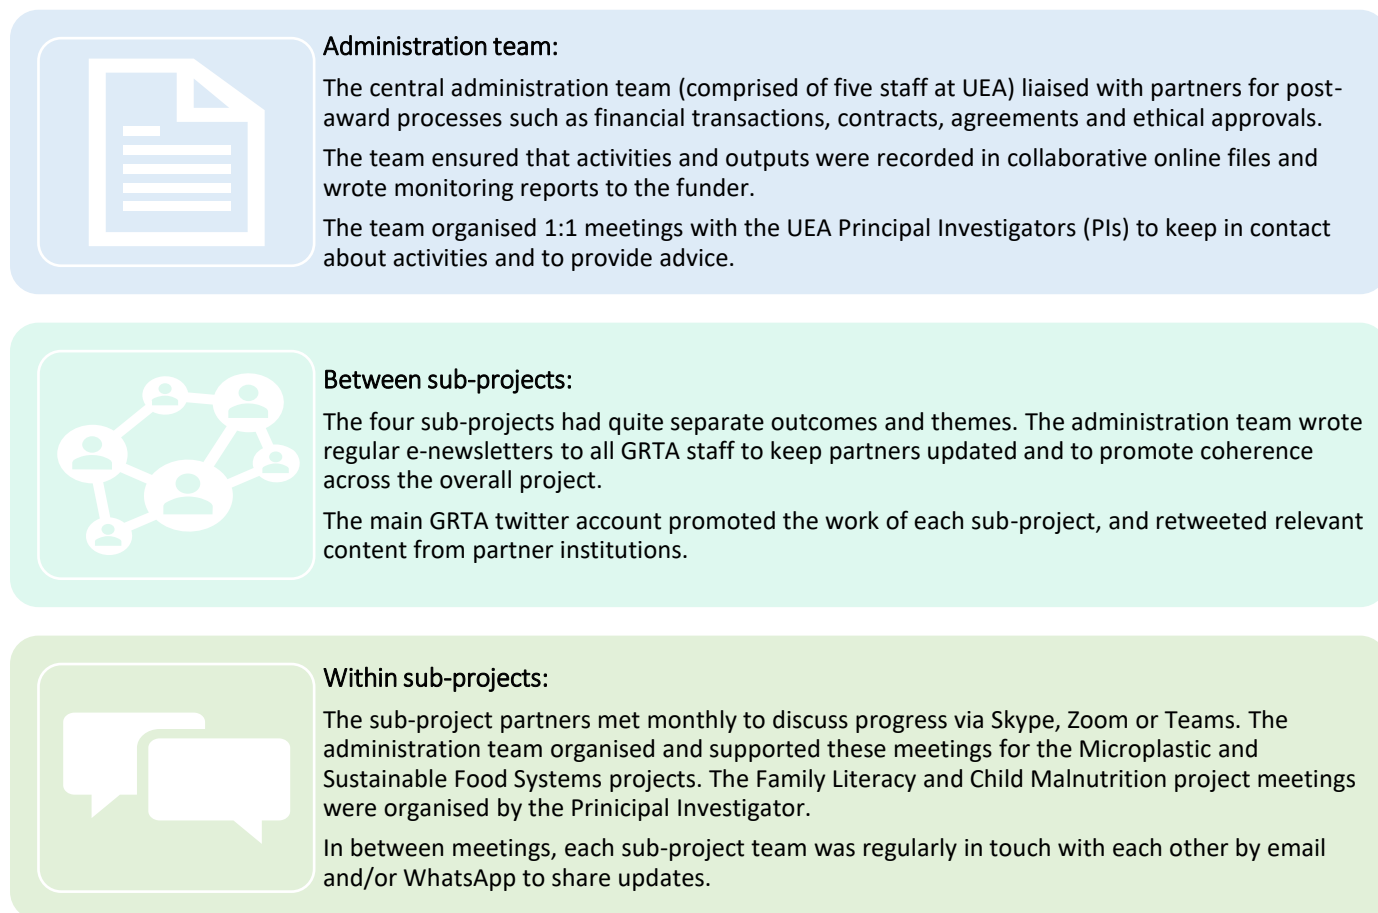 Administration team:
The central administration team (comprised of five staff at UEA) liaised with partners for post-
award processes such as financial transactions, contracts, agreements and ethical approvals.
The team ensured that activities and outputs were recorded in collaborative online files and
wrote monitoring reports to the funder.
The team organised 1:1 meetings with the UEA Principal Investigators (PIs) to keep in contact
about activities and to provide advice.
Between sub-projects:
The four sub-projects had quite separate outcomes and themes. The administration team wrote
regular e-newsletters to all GRTA staff to keep partners updated and to promote coherence
across the overall project.
The main GRTA twitter account promoted the work of each sub-project, and retweeted relevant
content from partner institutions.
Within sub-projects:
The sub-project partners met monthly to discuss progress via Skype, Zoom or Teams. The
administration team organised and supported these meetings for the Microplastic and
Sustainable Food Systems projects. The Family Literacy and Child Malnutrition project meetings
were organised by the Prinicipal Investigator.
In between meetings, each sub-project team was regularly in touch with each other by email
and/or WhatsApp to share updates.